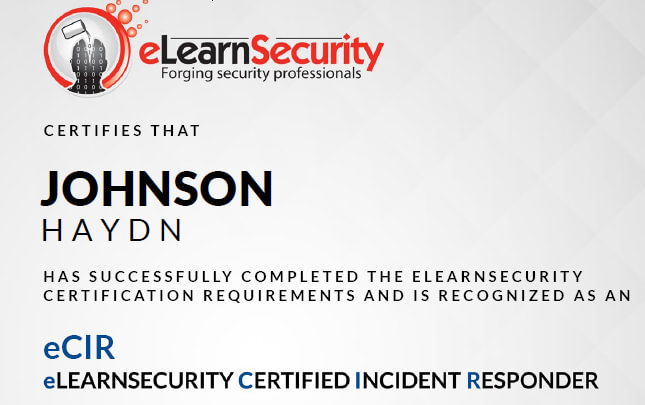 eLearnSecurity
Forging security professionals
CERTIFIES THAT
JOHNSON
HAYDN
HAS SUCCESSFULLY COMPLETED THE ELEARNSECURITY
CERTIFICATION REQUIREMENTS AND IS RECOGNIZED AS AN
eCIR
eLEARNSECURITY CERTIFIED INCIDENT RESPONDER